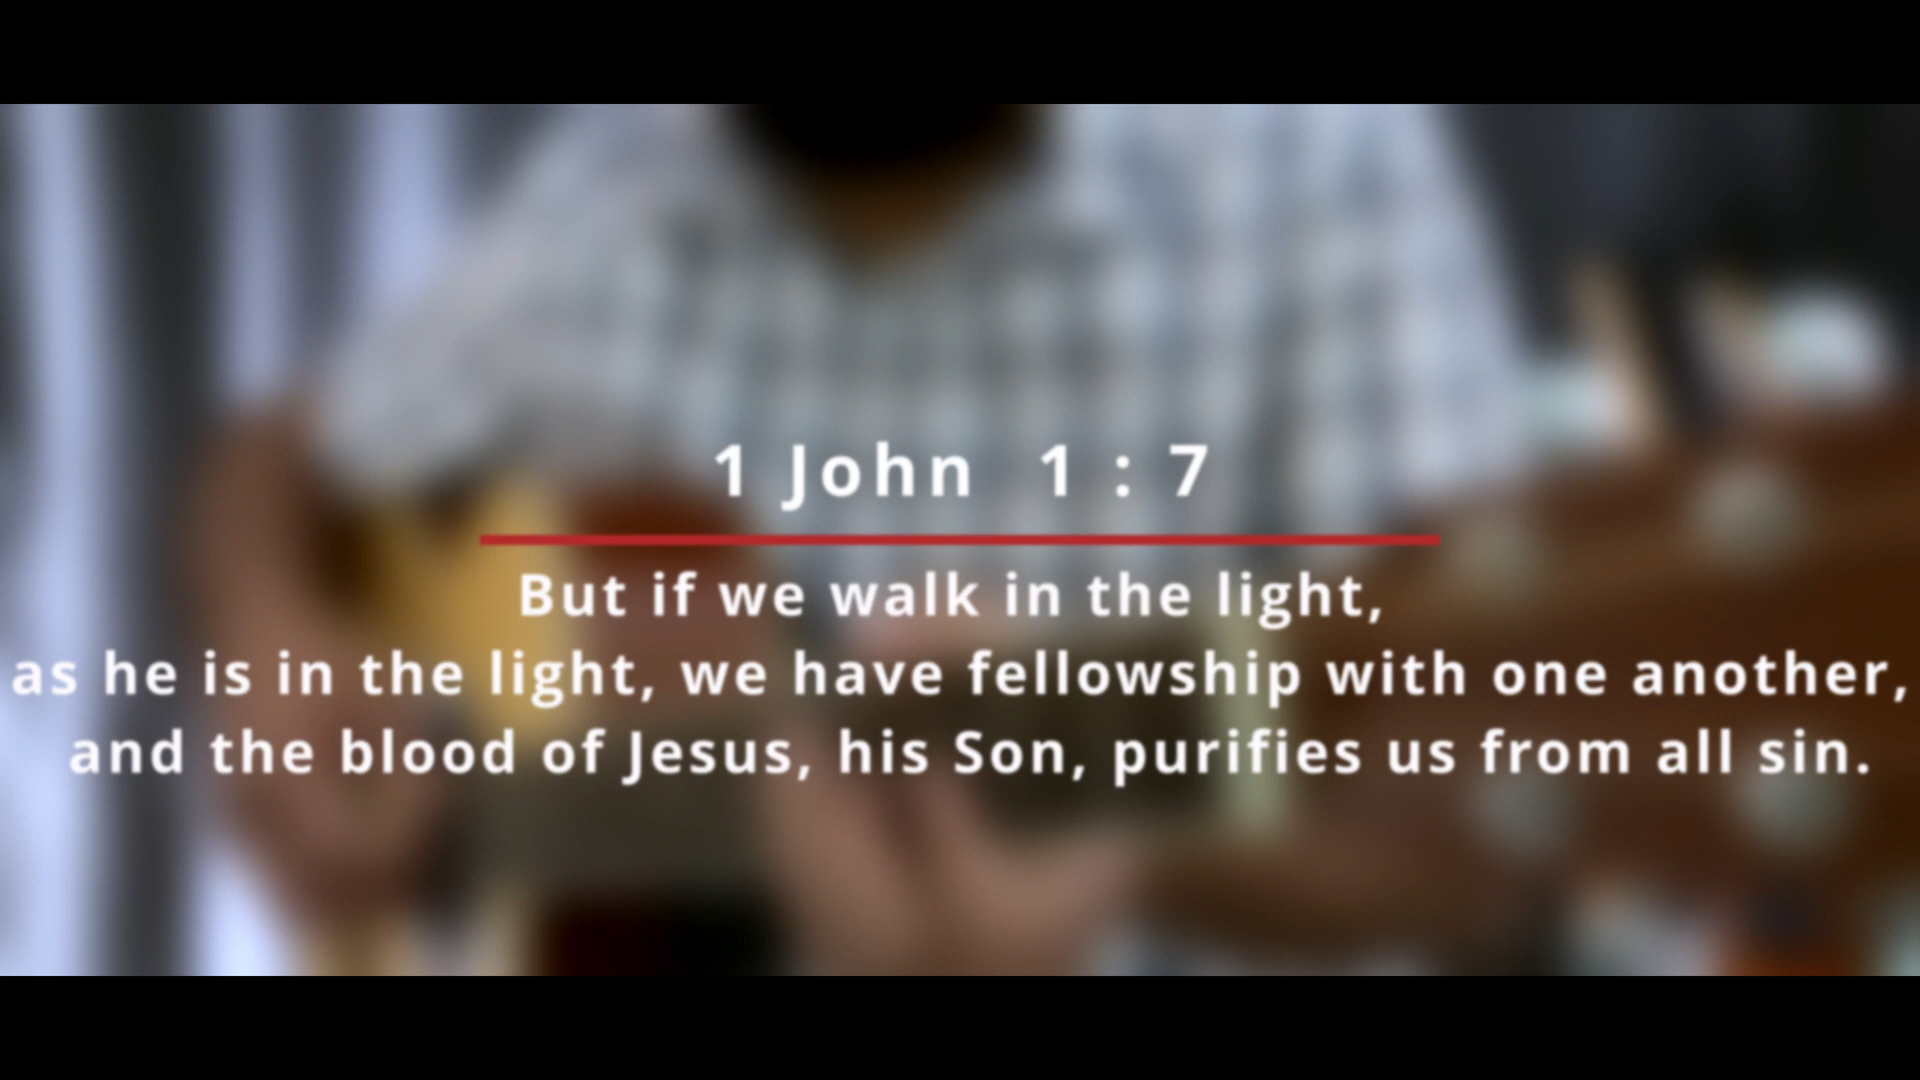 1 John 1 : 7
But if we walk in the light,
as he is in the light, we have fellowship with one another,
and the blood of Jesus, his Son, purifies us from all sin.